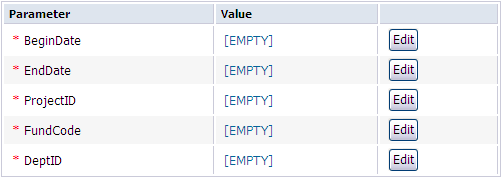 Parameter Value
* BeginDate [EMPTY] Edit
* EndDate [EMPTY] Edit
* ProjectID [EMPTY] Edit
* FundCode [EMPTY] Edit
* DeptID [EMPTY] Edit